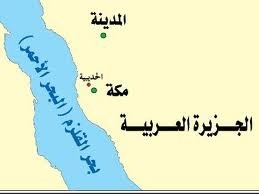 المدينة
الحديبية
مكة
الجزيرة العربية
بحر القلزم (البحر الأحمر)